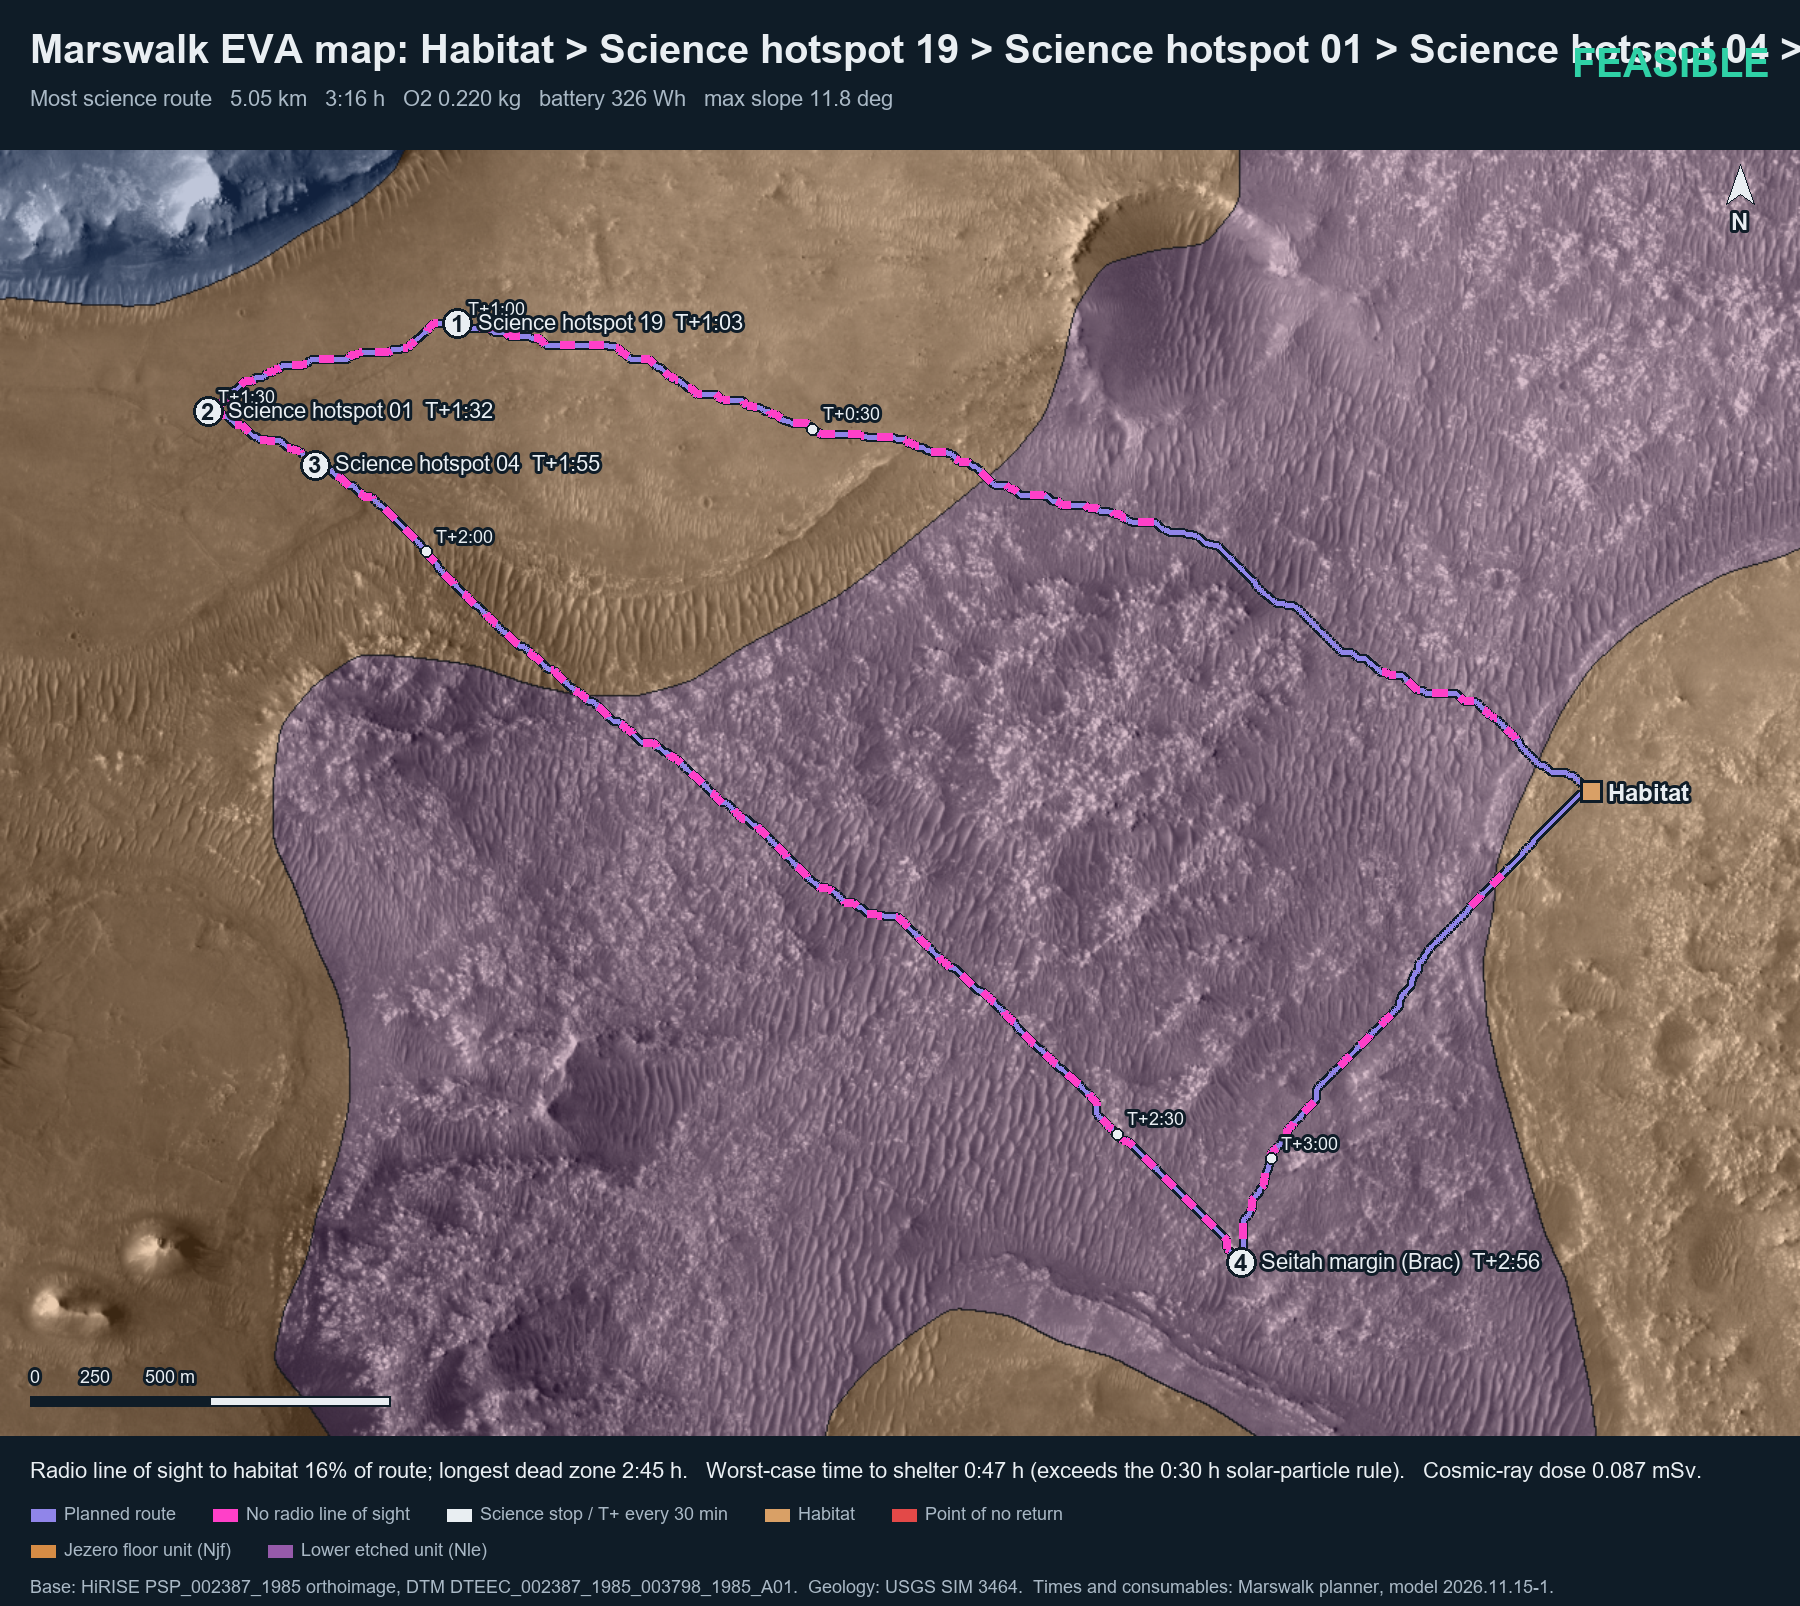 Marswalk EVA map: Habitat > Science hotspot 19 > Science hotspot 01 > Science hotspot 04 >
FEASIBLE
Most science route 5.05 km 3:16 h O2 0.220 kg battery 326 Wh max slope 11.8 deg
N
T+1:00
1 Science hotspot 19 T+1:03
T+1:30
2 Science hotspot 01 T+1:32
T+0:30
3 Science hotspot 04 T+1:55
T+2:00
Habitat
T+2:30
T+3:00
4 Seitah margin (Brac) T+2:56
0 250 500 m
Radio line of sight to habitat 16% of route; longest dead zone 2:45 h. Worst-case time to shelter 0:47 h (exceeds the 0:30 h solar-particle rule). Cosmic-ray dose 0.087 mSv.
Planned route No radio line of sight Science stop / T+ every 30 min Habitat Point of no return
Jezero floor unit (Njf) Lower etched unit (Nle)
Base: HiRISE PSP_002387_1985 orthoimage, DTM DTEEC_002387_1985_003798_1985_A01. Geology: USGS SIM 3464. Times and consumables: Marswalk planner, model 2026.11.15-1.